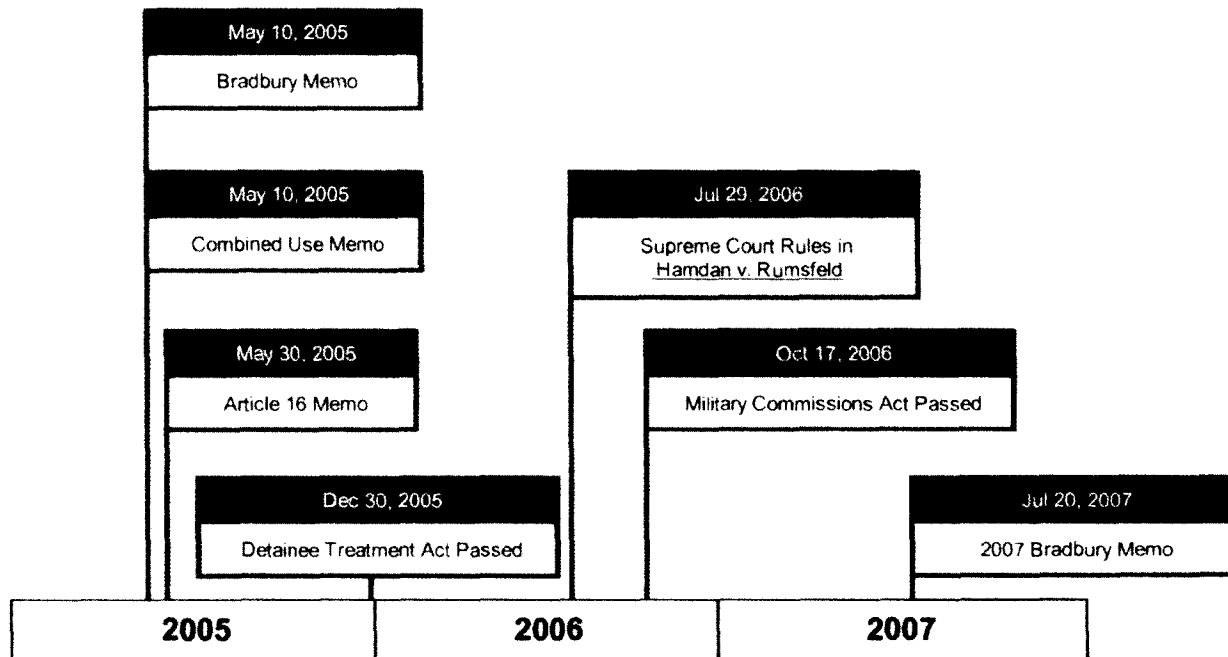 May 10, 2005
Bradbury Memo
May 10, 2005
Combined Use Memo
Jul 29, 2006
Supreme Court Rules in
Hamdan v. Rumsfeld
May 30, 2005
Article 16 Memo
Oct 17, 2006
Military Commissions Act Passed
Dec 30, 2005
Detainee Treatment Act Passed
Jul 20, 2007
2007 Bradbury Memo
2005
2006
2007